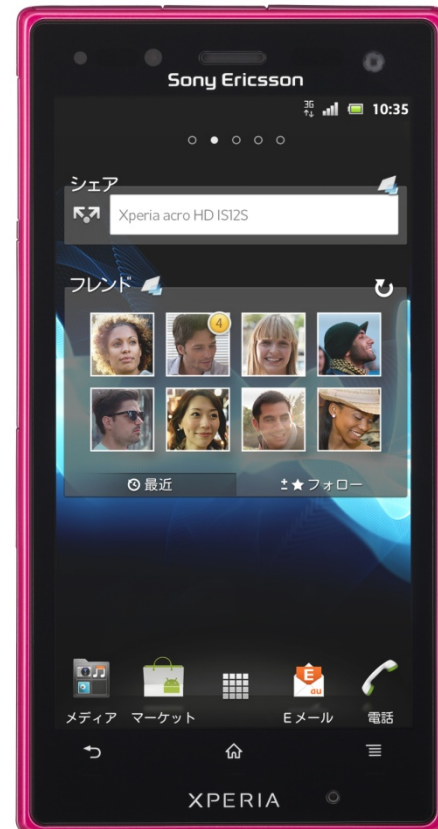 Sony Ericsson
3G 10:35
シェア
Xperia acro HD IS12S
フレンド
4
最近
±★フォロー
メディア マーケット Eメール 電話
E
au
XPERIA